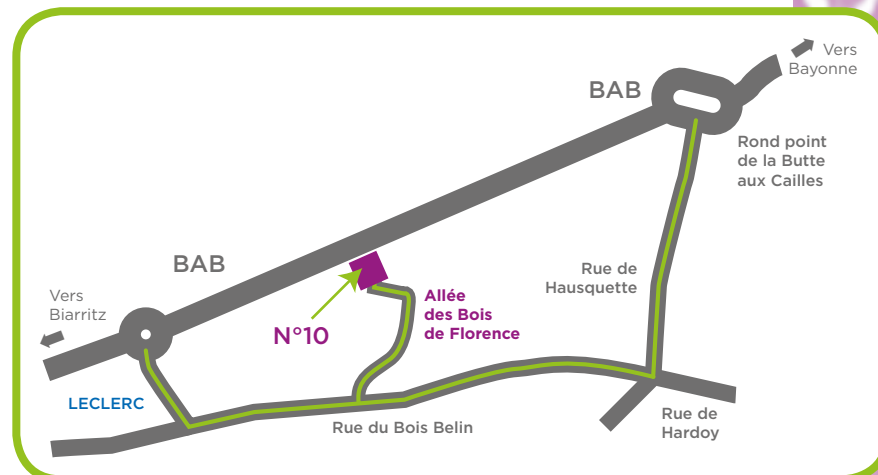 Vers
Bayonne
BAB
Rond point
de la Butte
aux Cailles
BAB
Rue de
Hausquette
Vers
Biarritz
Allée
des Bois
de Florence
N°10
LECLERC
Rue du Bois Belin
Rue de
Hardoy